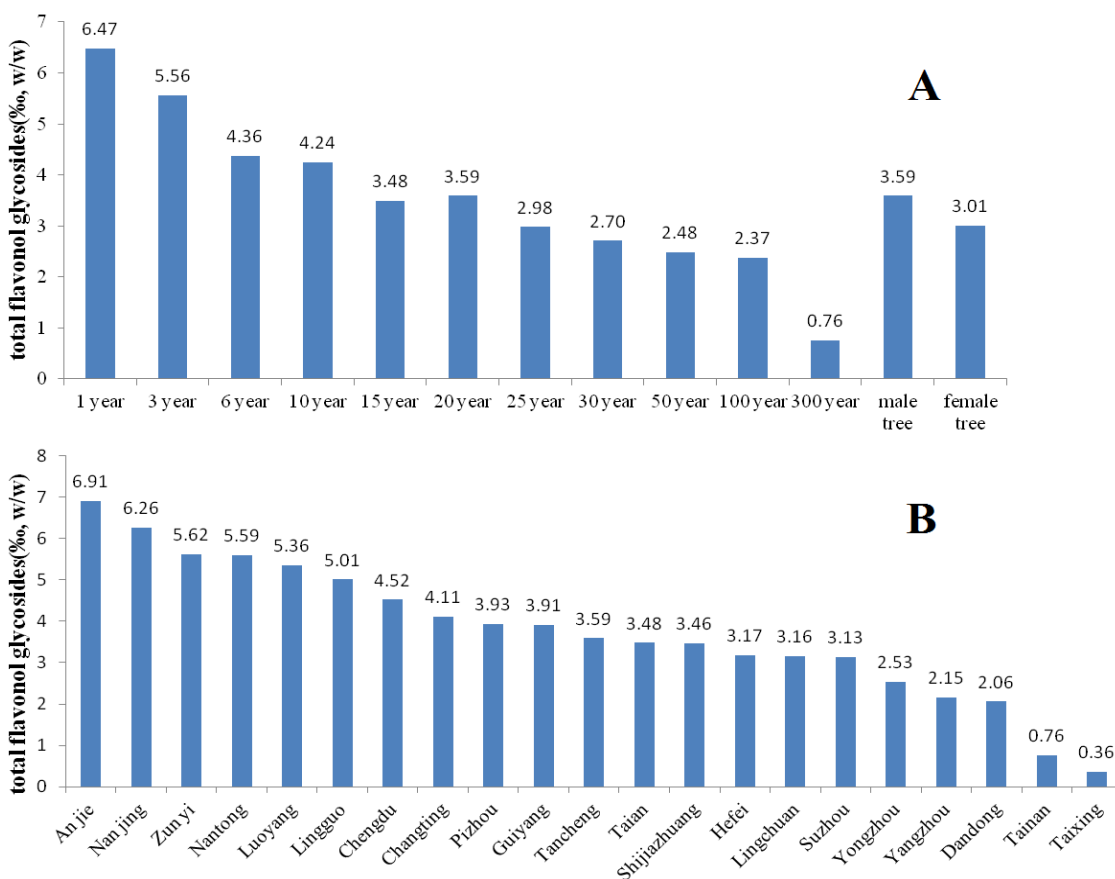 total flavonol glycosides(‰, w/w)
7
6
5
4
3
2
1
0
A
6.47
5.56
4.36
4.24
3.48
3.59
2.98
2.70
2.48
2.37
0.76
3.59
3.01
1 year
3 year
6 year
10 year
15 year
20 year
25 year
30 year
50 year
100 year
300 year
male
tree
female
tree
total flavonol glycosides(‰, w/w)
8
7
6
5
4
3
2
1
0
B
6.91
6.26
5.62
5.59
5.36
5.01
4.52
4.11
3.93
3.91
3.59
3.48
3.46
3.17
3.16
3.13
2.53
2.15
2.06
0.76
0.36
An jie
Nan jing
Zun yi
Nantong
Luoyang
Lingguo
Chengdu
Changting
Pizhou
Guiyang
Tancheng
Taian
Shijiazhuang
Hefei
Lingchuan
Suzhou
Yongzhou
Yangzhou
Dandong
Tainan
Taixing